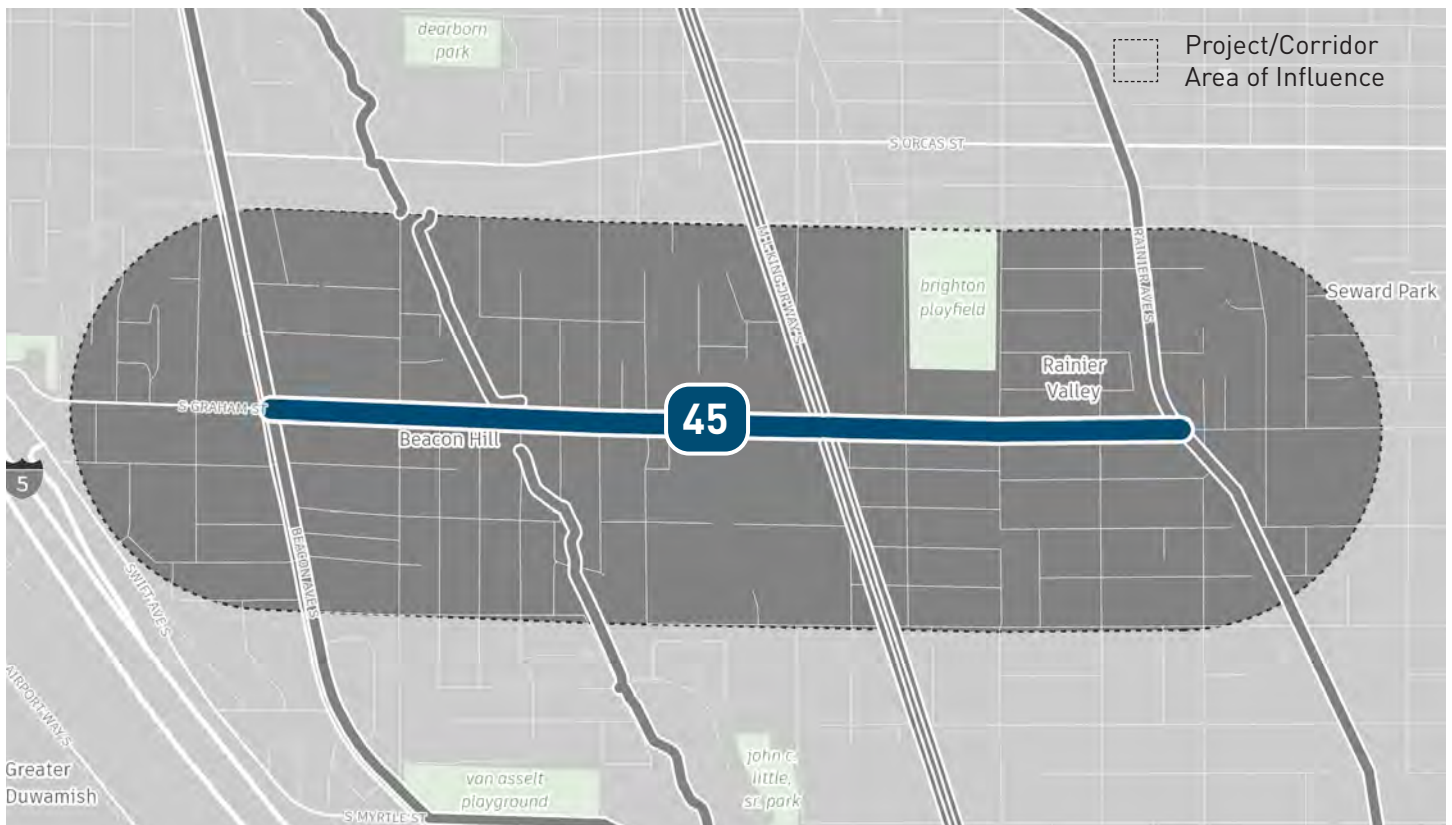 dearborn
park
Project/Corridor
Area of Influence
S ORCAS ST
RAINIER AVE S
brighton
playfield
Seward Park
Rainier
Valley
S GRAHAM ST
45
Beacon Hill
5
BEACON AVE S
SWIFT AVE S
AIRPORT WAY S
Greater
Duwamish
van asselt
playground
john c.
little,
sr. park
S MYRTLE ST